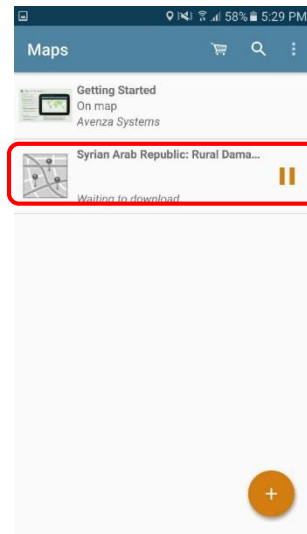 58% 5:29 PM
Maps
Getting Started
On map
Avenza Systems
Syrian Arab Republic: Rural Dama...
Waiting to download